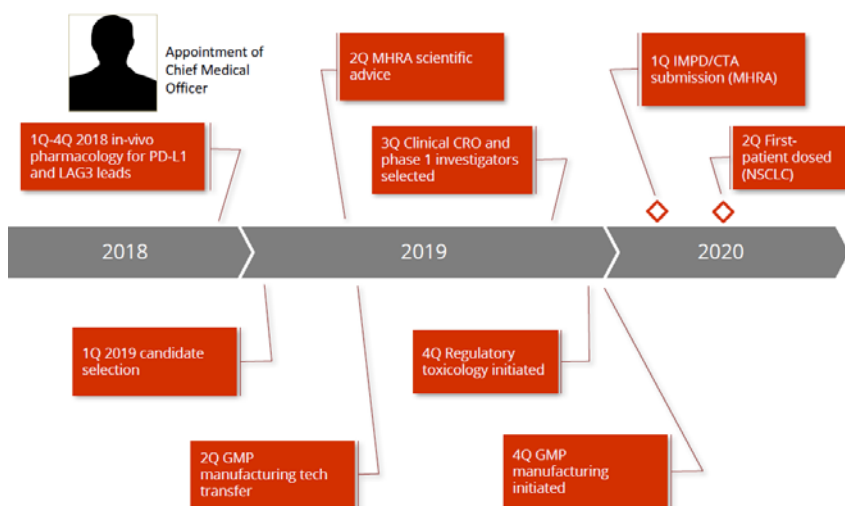 Appointment of
Chief Medical
Officer
2Q MHRA scientific
advice
1Q IMPD/CTA
submission (MHRA)
1Q-4Q 2018 in-vivo
pharmacology for PD-L1
and LAG3 leads
3Q Clinical CRO and
phase 1 investigators
selected
2Q First-
patient dosed
(NSCLC)
2018
2019
2020
1Q 2019 candidate
selection
4Q Regulatory
toxicology initiated
2Q GMP
manufacturing tech
transfer
4Q GMP
manufacturing
initiated